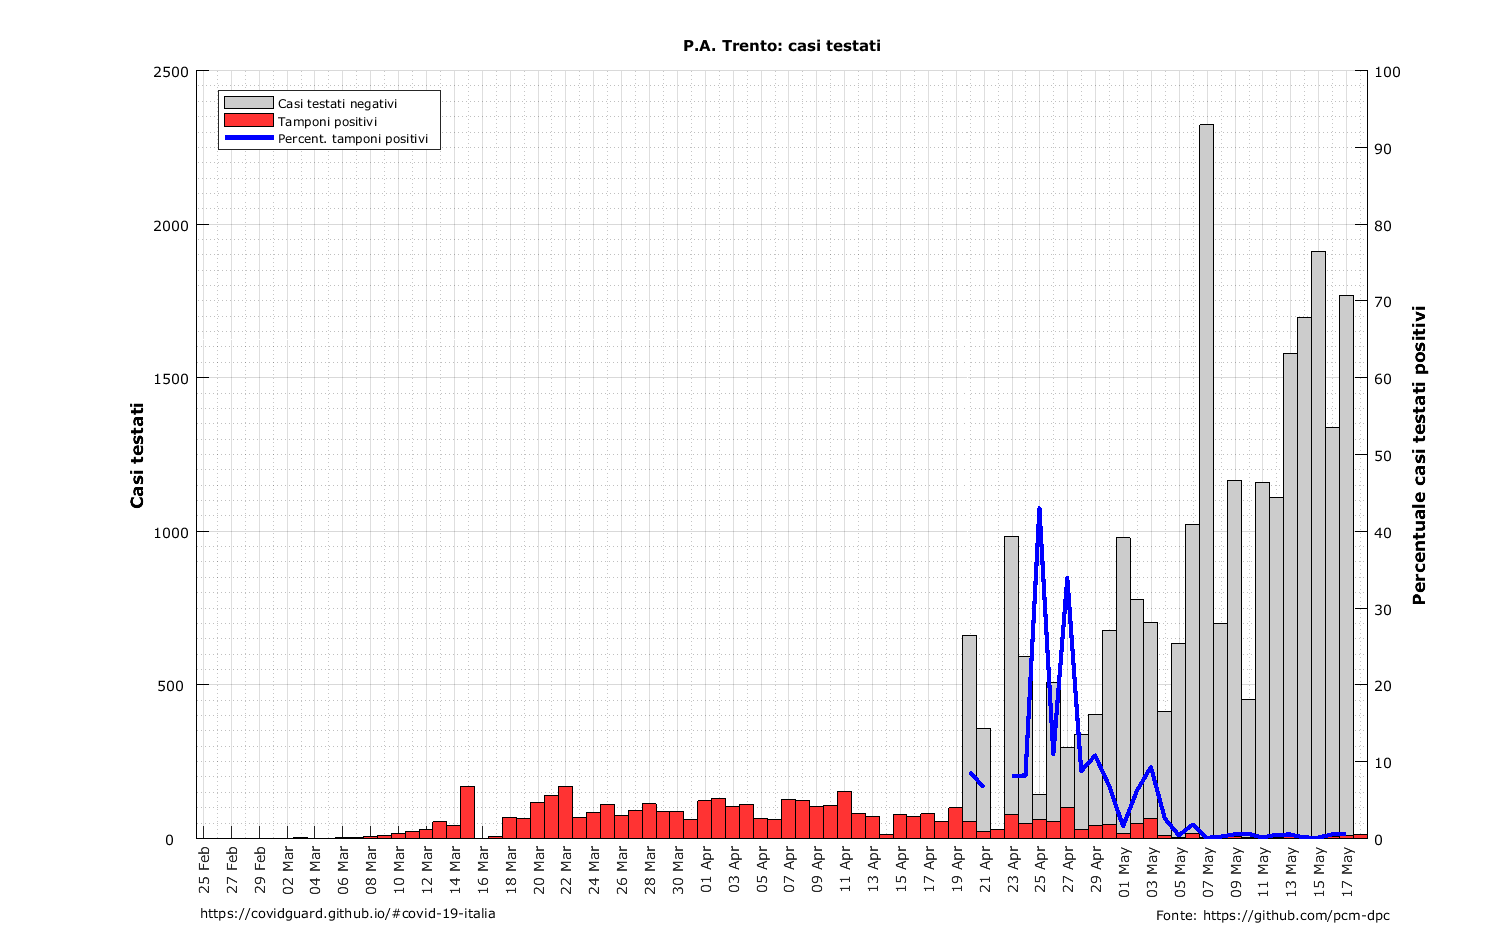 P.A. Trento: casi testati
Casi testati negativi
Tamponi positivi
Percent. tamponi positivi
Casi testati
2500
2000
1500
1000
500
0
100
90
80
70
60
50
40
30
20
10
0
Percentuale casi testati positivi
25 Feb
27 Feb
29 Feb
02 Mar
04 Mar
06 Mar
08 Mar
10 Mar
12 Mar
14 Mar
16 Mar
18 Mar
20 Mar
22 Mar
24 Mar
26 Mar
28 Mar
30 Mar
01 Apr
03 Apr
05 Apr
07 Apr
09 Apr
11 Apr
13 Apr
15 Apr
17 Apr
19 Apr
21 Apr
23 Apr
25 Apr
27 Apr
29 Apr
01 May
03 May
05 May
07 May
09 May
11 May
13 May
15 May
17 May
https://covidguard.github.io/#covid-19-italia
Fonte: https://github.com/pcm-dpc